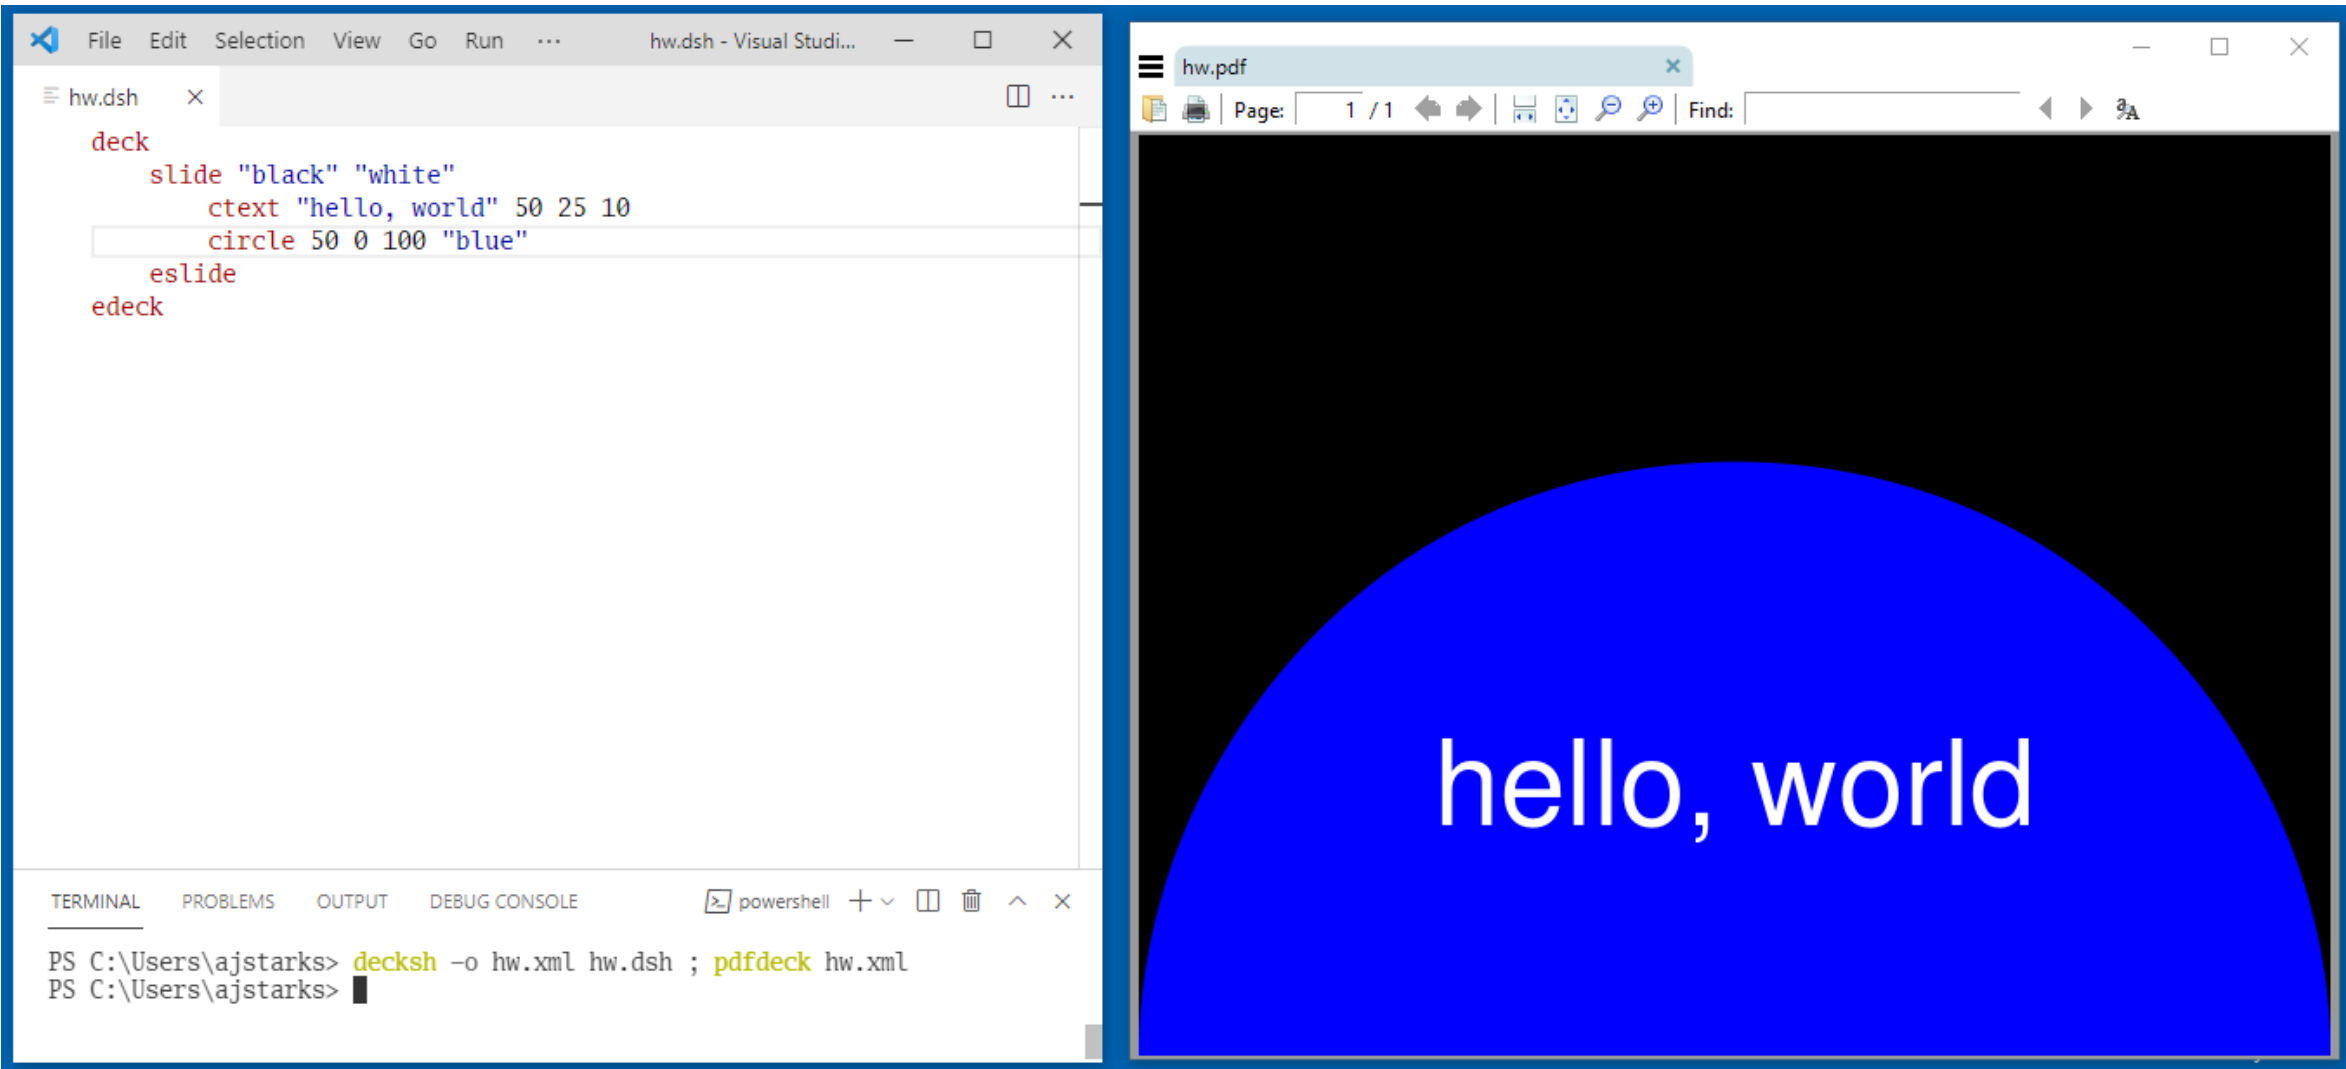 File Edit Selection View Go Run ··· hw.dsh - Visual Studi...
hw.dsh
deck
slide "black" "white"
ctext "hello, world" 50 25 10
circle 50 0 100 "blue"
eslide
edeck
TERMINAL PROBLEMS OUTPUT DEBUG CONSOLE powershell
PS C:\Users\ajstarks> decksh -o hw.xml hw.dsh ; pdfdeck hw.xml
PS C:\Users\ajstarks>
hw.pdf
Page: 1 / 1 Find:
hello, world